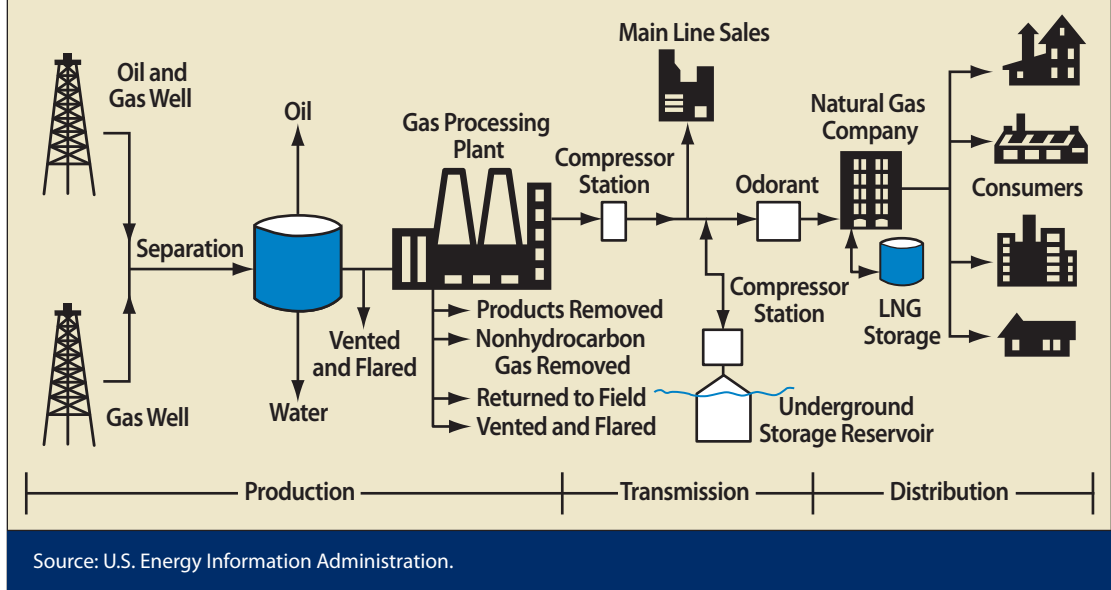 Main Line Sales
Oil and
Gas Well
Oil
Gas Processing
Plant
Natural Gas
Company
Compressor
Station
Odorant
Consumers
Separation
Compressor
Station
LNG
Storage
Products Removed
Vented
and Flared
Nonhydrocarbon
Gas Removed
Water
Gas Well
Returned to Field
Vented and Flared
Underground
Storage Reservoir
Production
Transmission
Distribution
Source: U.S. Energy Information Administration.